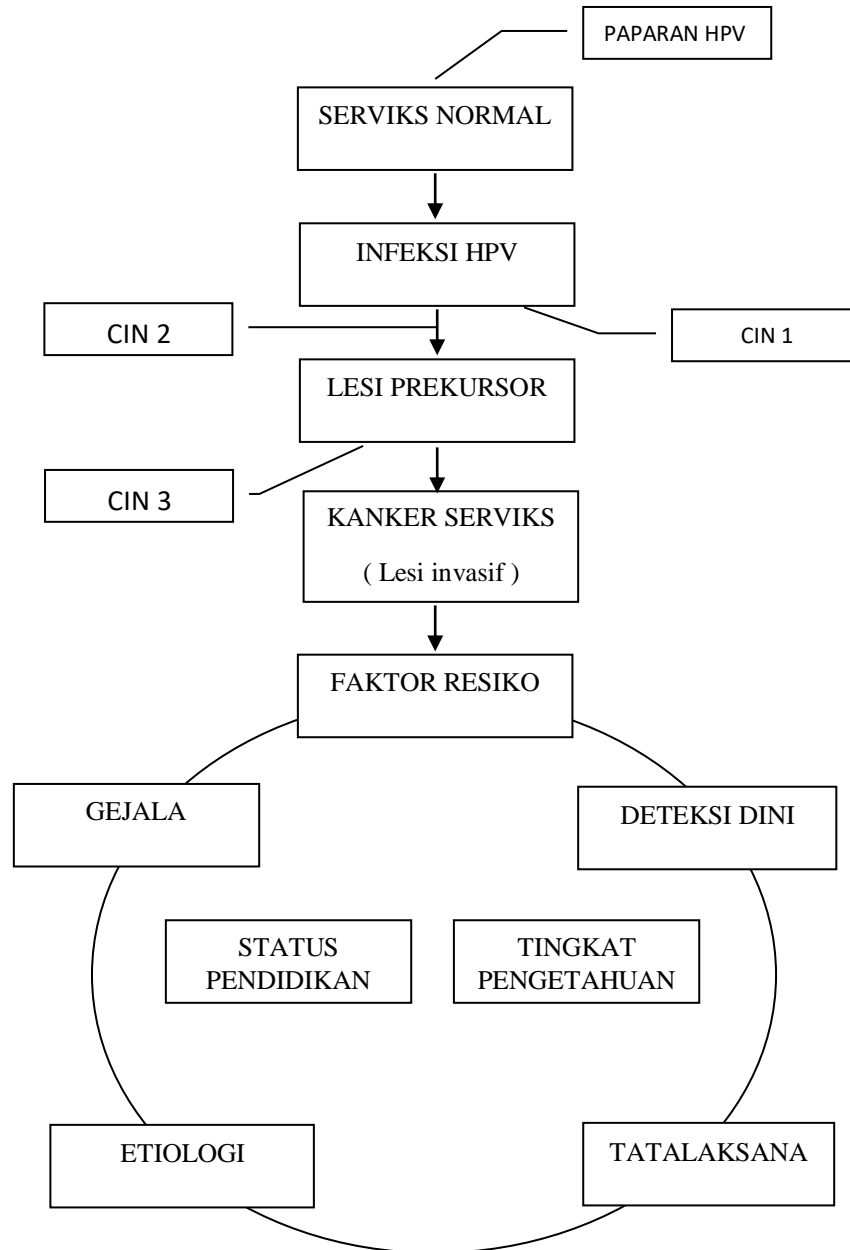 PAPARAN HPV
SERVIKS NORMAL
INFEKSI HPV
CIN 2
CIN 1
LESI PREKURSOR
CIN 3
KANKER SERVIKS
( Lesi invasif )
FAKTOR RESIKO
GEJALA
DETEKSI DINI
STATUS
PENDIDIKAN
TINGKAT
PENGETAHUAN
ETIOLOGI
TATALAKSANA